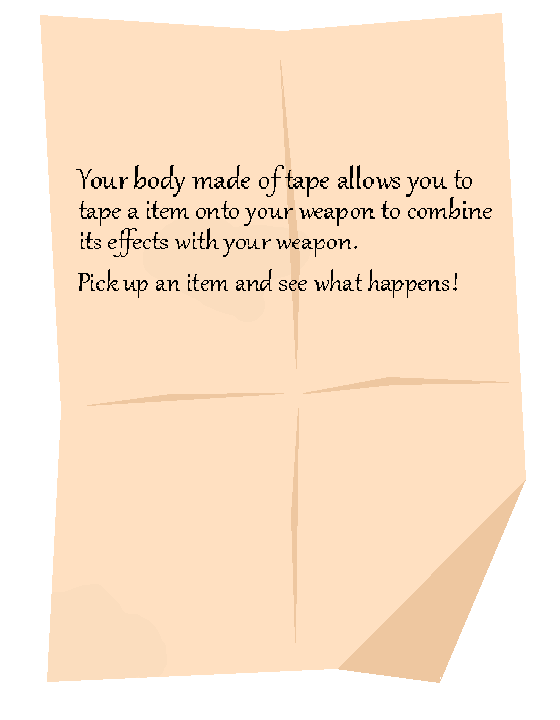 Your body made of tape allows you to
tape a item onto your weapon to combine
its effects with your weapon.
Pick up an item and see what happens!